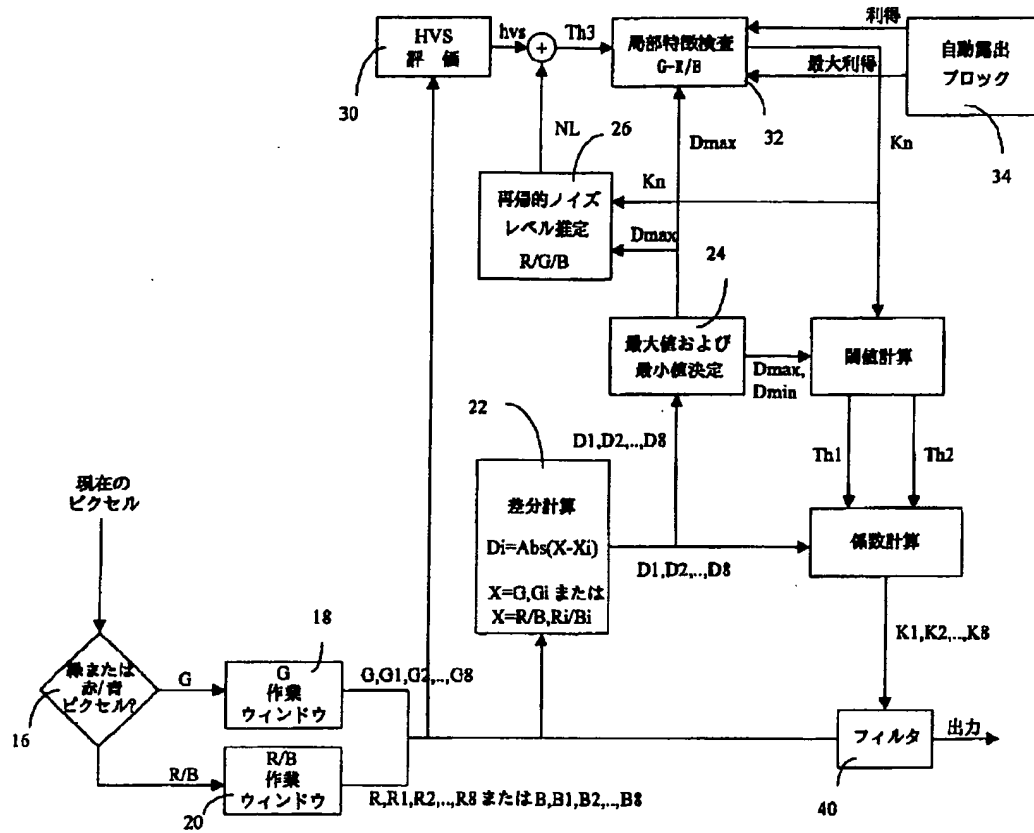 HVS
評 価
30
hvs
+
Th3
局部特徴検査
G-R/B
32
利得
最大利得
自動露出
ブロック
34
NL
26
Dmax
Kn
Kn
再帰的ノイズ
レベル推定
R/G/B
Dmax
24
最大値および
最小値決定
Dmax,
Dmin
閾値計算
22
D1,D2,..,D8
Th1
Th2
差分計算
Di=Abs(X-Xi)
X=G,Gi または
X=R/B,Ri/Bi
D1,D2,..,D8
係数計算
K1,K2,..,K8
現在の
ピクセル
緑または
赤/青
ピクセル?
16
G
18
G
作業
ウィンドウ
G,G1,G2,..,G8
R/B
R/B
作業
ウィンドウ
20
R,R1,R2,..,R8 または B,B1,B2,..,B8
フィルタ
出力
40